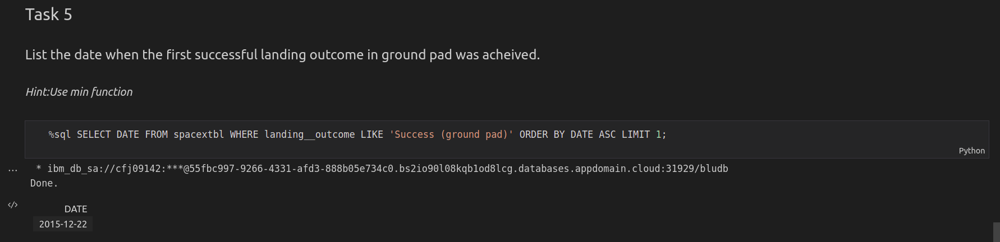 Task 5
List the date when the first successful landing outcome in ground pad was acheived.
Hint:Use min function
%sql SELECT DATE FROM spacextbl WHERE landing__outcome LIKE 'Success (ground pad)' ORDER BY DATE ASC LIMIT 1;
Python
* ibm_db_sa://cfj09142:***@55fbc997-9266-4331-afd3-888b05e734c0.bs2io90l08kqb1od8lcg.databases.appdomain.cloud:31929/bludb
Done.
DATE
2015-12-22